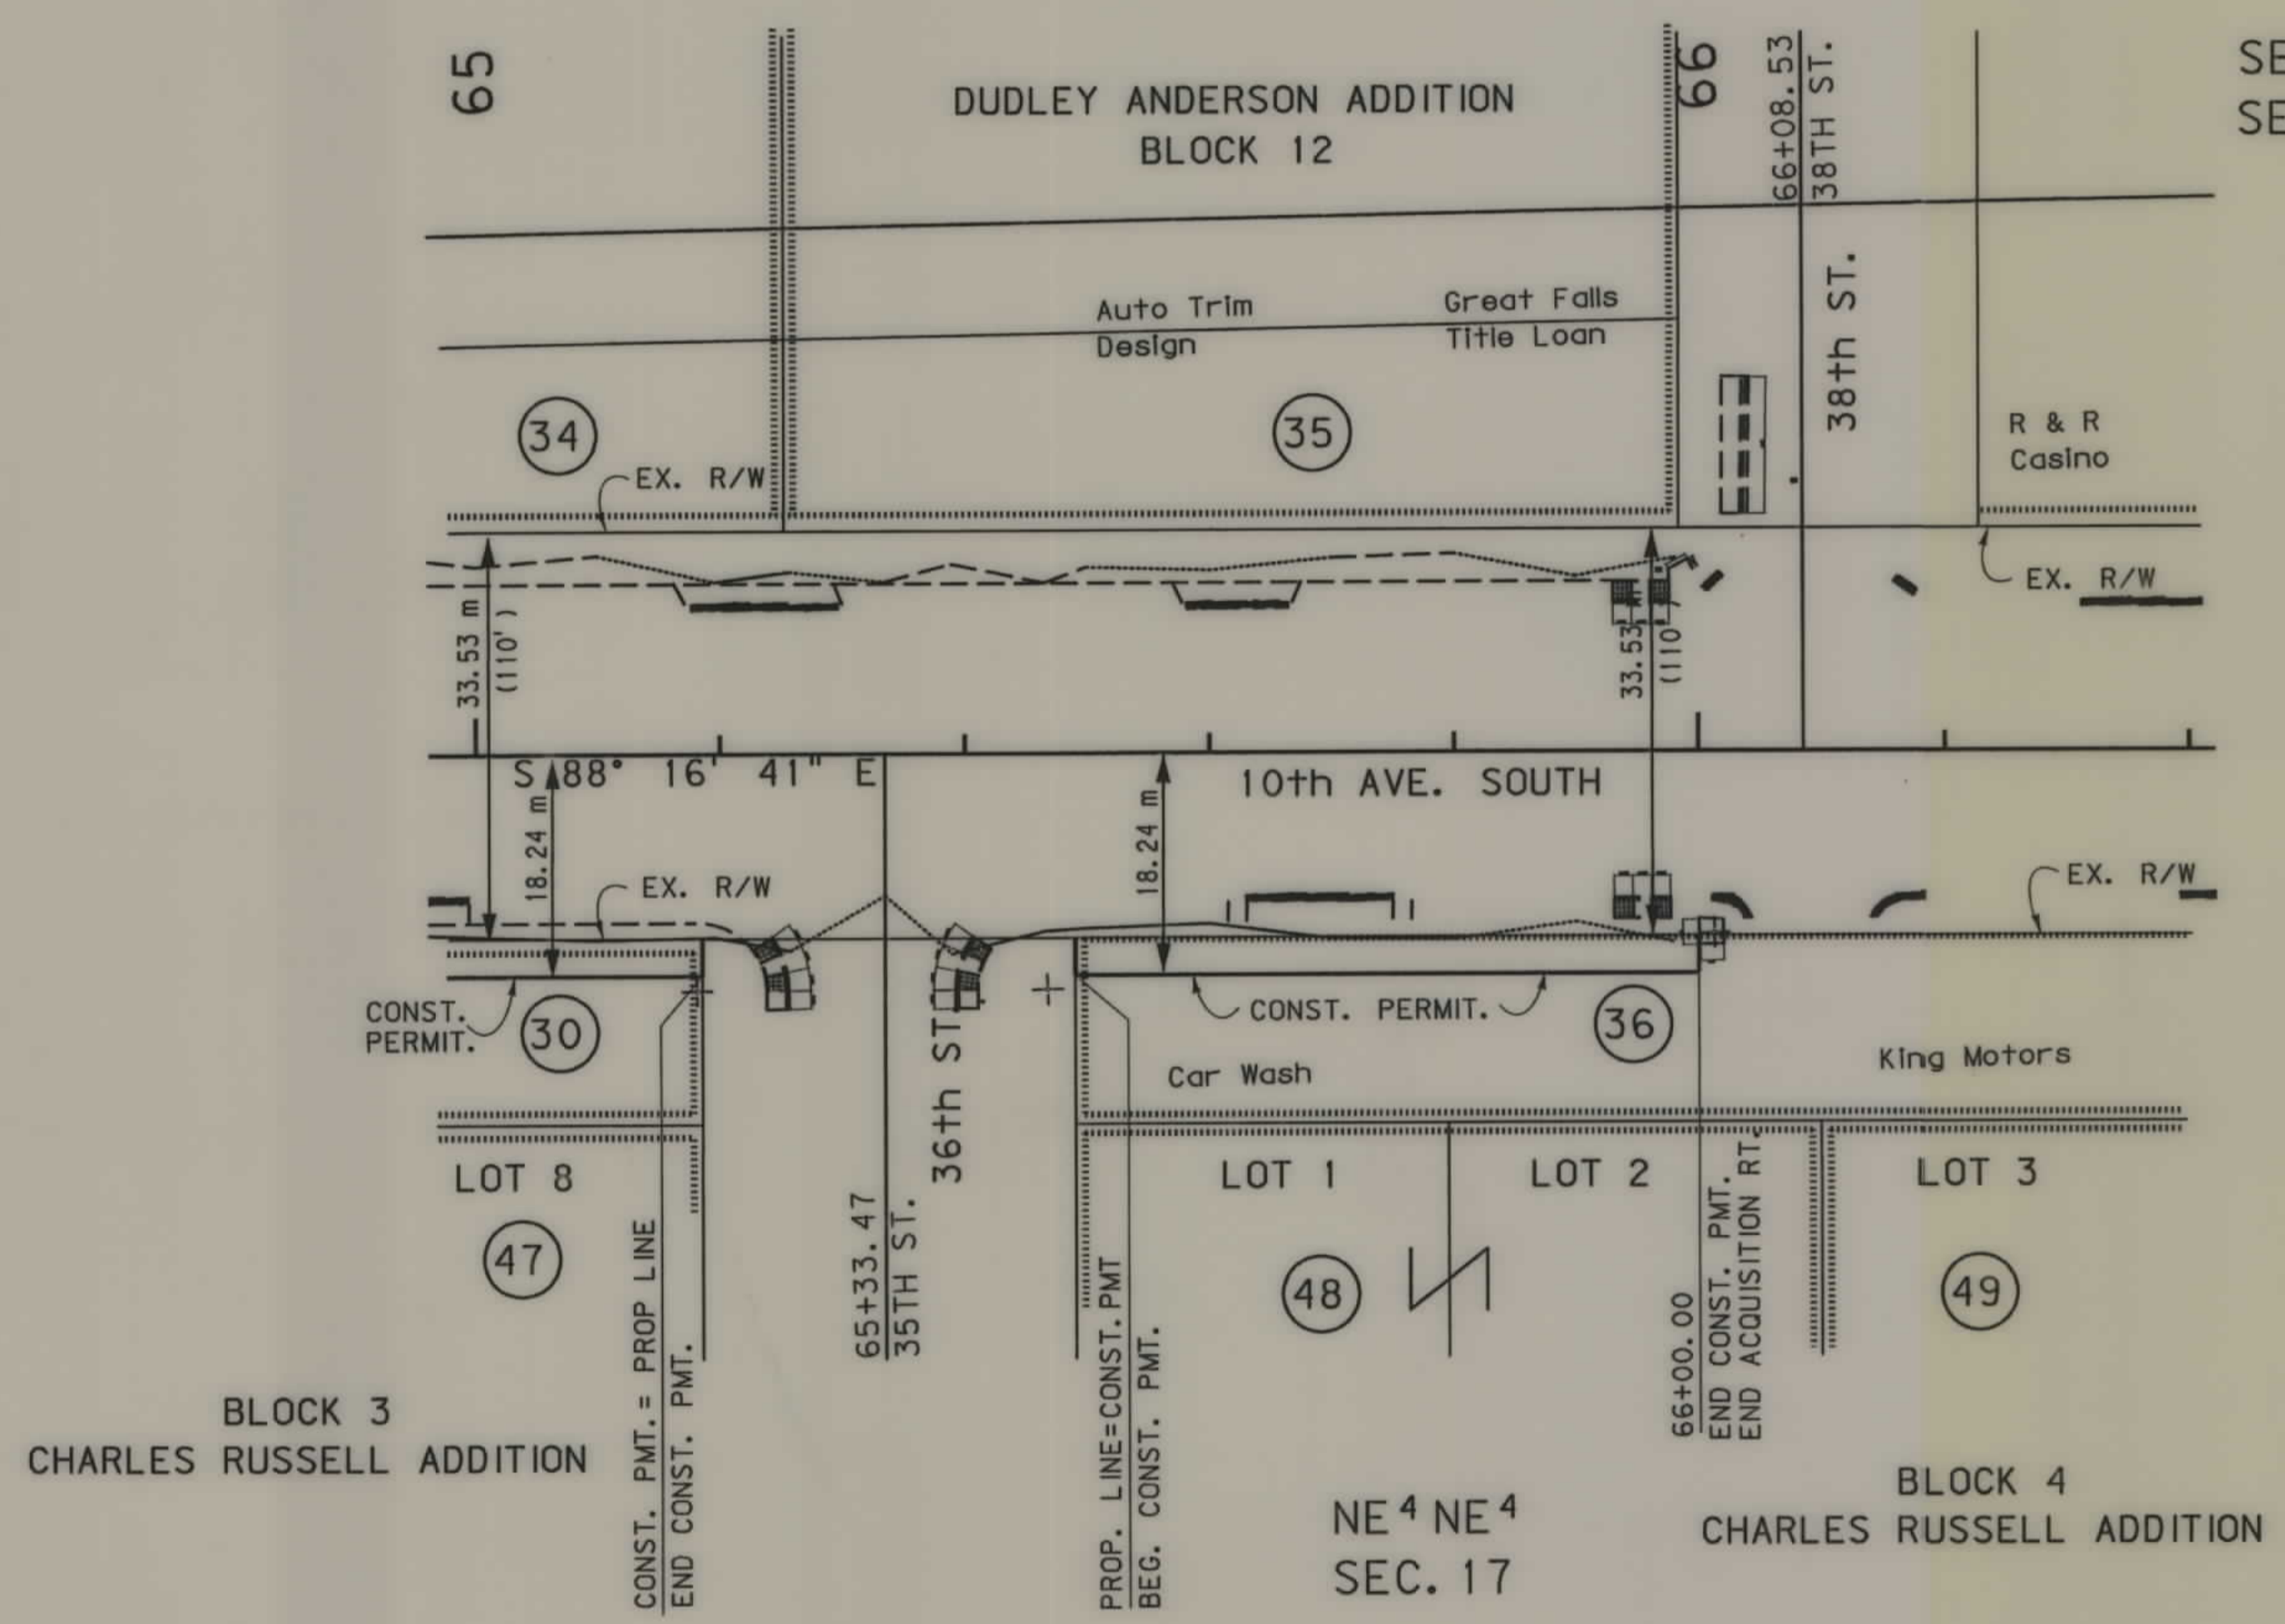 65
DUDLEY ANDERSON ADDITION
BLOCK 12
66
66+08.53
38TH ST.
SE
SE
38th ST.
Auto Trim
Design
Great Falls
Title Loan
34
35
R & R
Casino
EX. R/W
EX. R/W
33.53 m
(110')
33.53
(110
S 88° 16' 41" E
10th AVE. SOUTH
18.24 m
18.24 m
EX. R/W
EX. R/W
CONST.
PERMIT.
30
CONST. PERMIT.
36
36th ST.
Car Wash
King Motors
LOT 8
LOT 1
LOT 2
LOT 3
47
48
49
65+33.47
35TH ST.
CONST. PMT.= PROP LINE
END CONST. PMT.
PROP. LINE=CONST.PMT
BEG. CONST. PMT.
66+00.00
END CONST. PMT.
END ACQUISITION RT.
BLOCK 3
CHARLES RUSSELL ADDITION
NE4 NE4
SEC. 17
BLOCK 4
CHARLES RUSSELL ADDITION